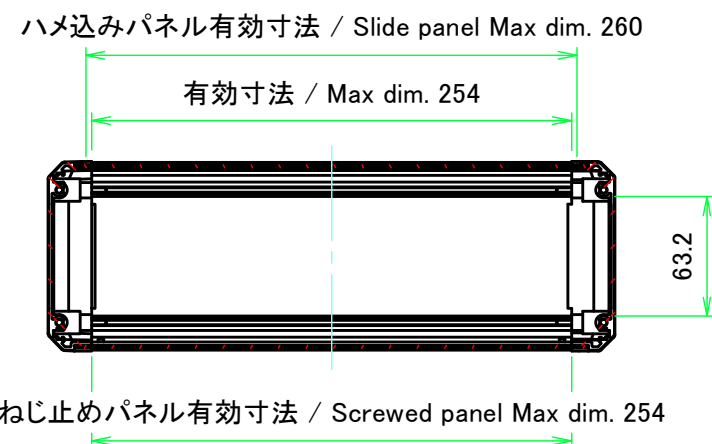 ハメ込みパネル有効寸法 / Slide panel Max dim. 260
有効寸法 / Max dim. 254
63.2
ねじ止めパネル有効寸法 / Screwed panel Max dim. 254